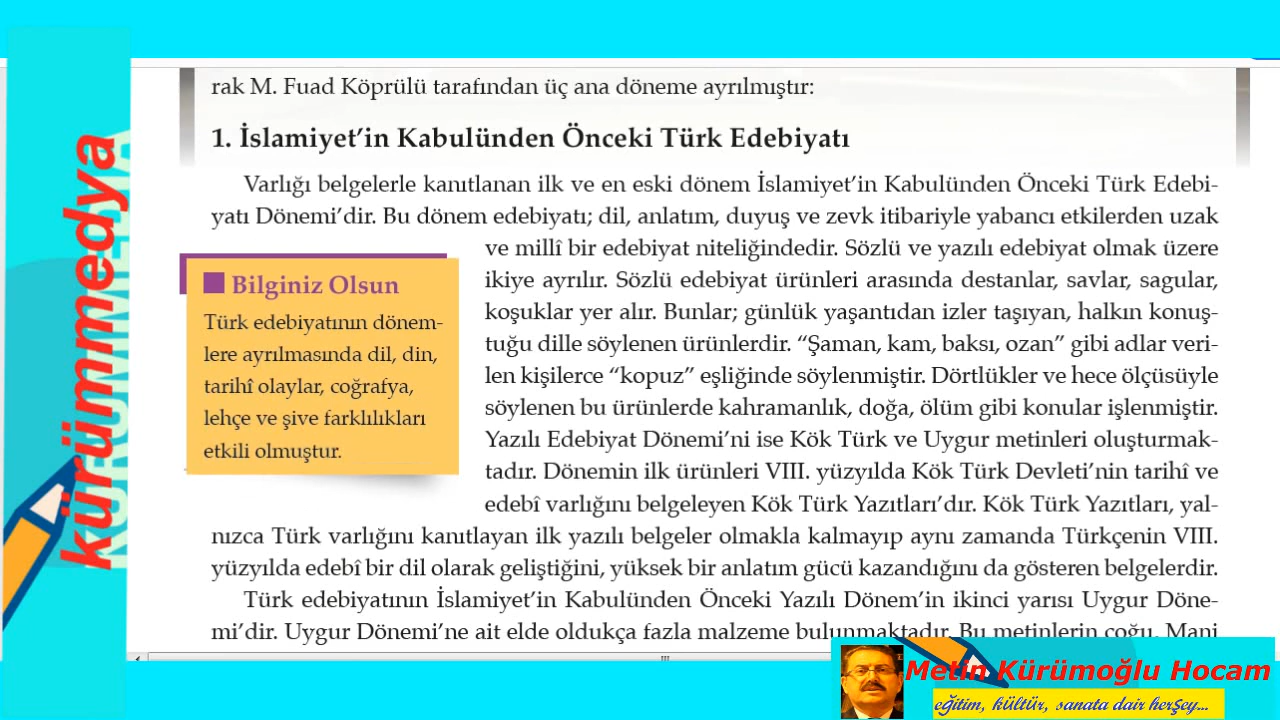 rak M. Fuad Köprülü tarafından üç ana döneme ayrılmıştır:
1. İslamiyet’in Kabulünden Önceki Türk Edebiyatı
Varlığı belgelerle kanıtlanan ilk ve en eski dönem İslamiyet’in Kabulünden Önceki Türk Edebi-
yatı Dönemi’dir. Bu dönem edebiyatı; dil, anlatım, duyuş ve zevk itibariyle yabancı etkilerden uzak
ve millî bir edebiyat niteliğindedir. Sözlü ve yazılı edebiyat olmak üzere
ikiye ayrılır. Sözlü edebiyat ürünleri arasında destanlar, savlar, sagular,
koşuklar yer alır. Bunlar; günlük yaşantıdan izler taşıyan, halkın konuş-
tuğu dille söylenen ürünlerdir. “Şaman, kam, baksı, ozan” gibi adlar veri-
len kişilerce “kopuz” eşliğinde söylenmiştir. Dörtlükler ve hece ölçüsüyle
söylenen bu ürünlerde kahramanlık, doğa, ölüm gibi konular işlenmiştir.
Yazılı Edebiyat Dönemi’ni ise Kök Türk ve Uygur metinleri oluşturmak-
tadır. Dönemin ilk ürünleri VIII. yüzyılda Kök Türk Devleti’nin tarihî ve
edebî varlığını belgeleyen Kök Türk Yazıtları’dır. Kök Türk Yazıtları, yal-
nızca Türk varlığını kanıtlayan ilk yazılı belgeler olmakla kalmayıp aynı zamanda Türkçenin VIII.
yüzyılda edebî bir dil olarak geliştiğini, yüksek bir anlatım gücü kazandığını da gösteren belgelerdir.
Türk edebiyatının İslamiyet’in Kabulünden Önceki Yazılı Dönem’in ikinci yarısı Uygur Döne-
mi’dir. Uygur Dönemi’ne ait elde oldukça fazla malzeme bulunmaktadır. Bu metinlerin çoğu, Mani
Bilginiz Olsun
Türk edebiyatının dönem-
lere ayrılmasında dil, din,
tarihî olaylar, coğrafya,
lehçe ve şive farklılıkları
etkili olmuştur.
kürümmedya
KÜRÜMMEDYA
Metin Kürümoğlu Hocam
eğitim, kültür, sanata dair herşey...